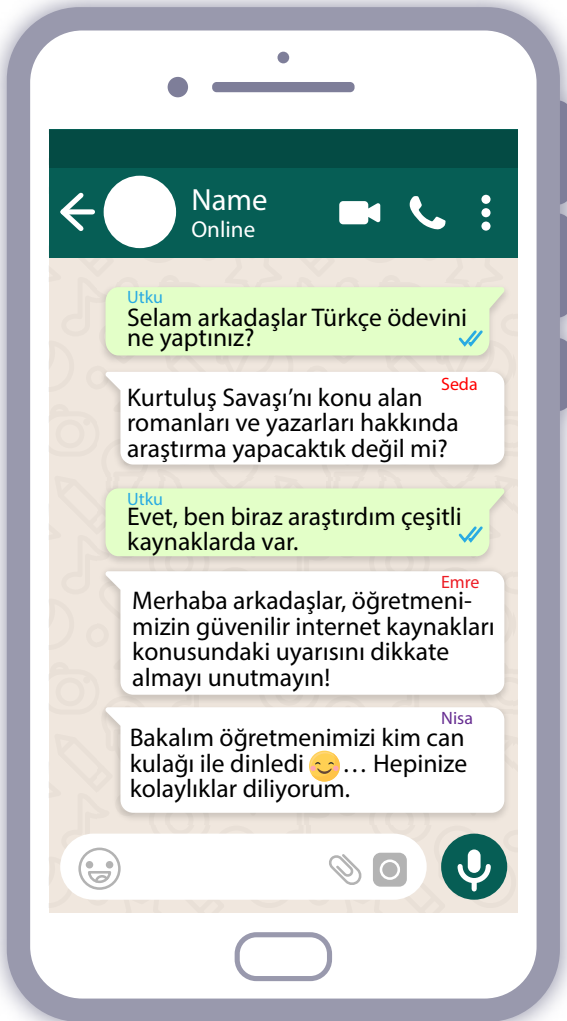 Name
Online
Utku
Selam arkadaşlar Türkçe ödevini
ne yaptınız?
Seda
Kurtuluş Savaşı’nı konu alan
romanları ve yazarları hakkında
araştırma yapacaktık değil mi?
Utku
Evet, ben biraz araştırdım çeşitli
kaynaklarda var.
Emre
Merhaba arkadaşlar, öğretmeni-
mizin güvenilir internet kaynakları
konusundaki uyarısını dikkate
almayı unutmayın!
Nisa
Bakalım öğretmenimizi kim can
kulağı ile dinledi 😊… Hepinize
kolaylıklar diliyorum.